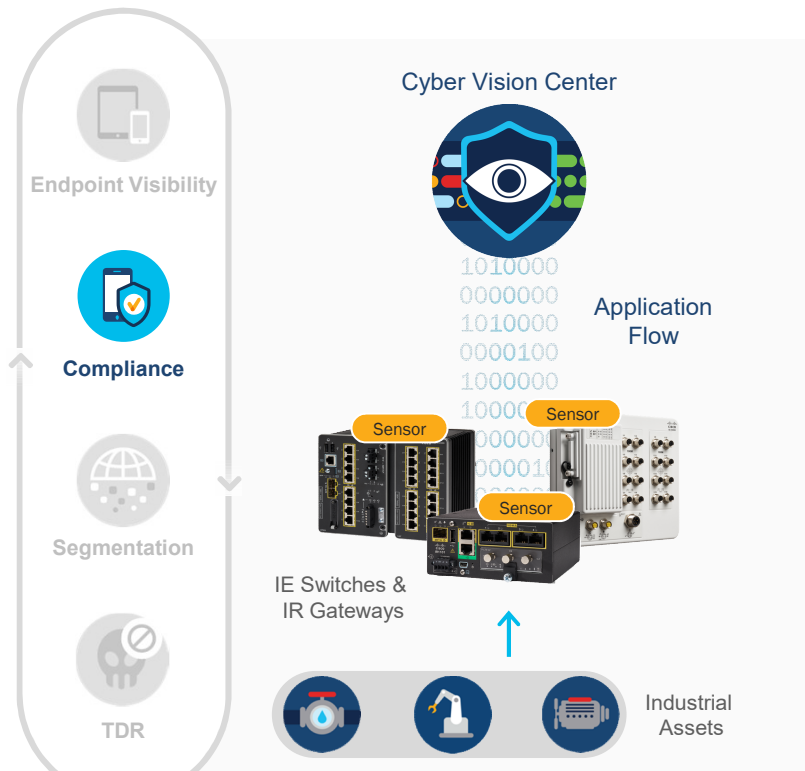 Endpoint Visibility
Compliance
Segmentation
TDR
Cyber Vision Center
1010000
0000000
1010000
0000100
1000000
Application
Flow
Sensor
Sensor
Sensor
IE Switches &
IR Gateways
Industrial
Assets